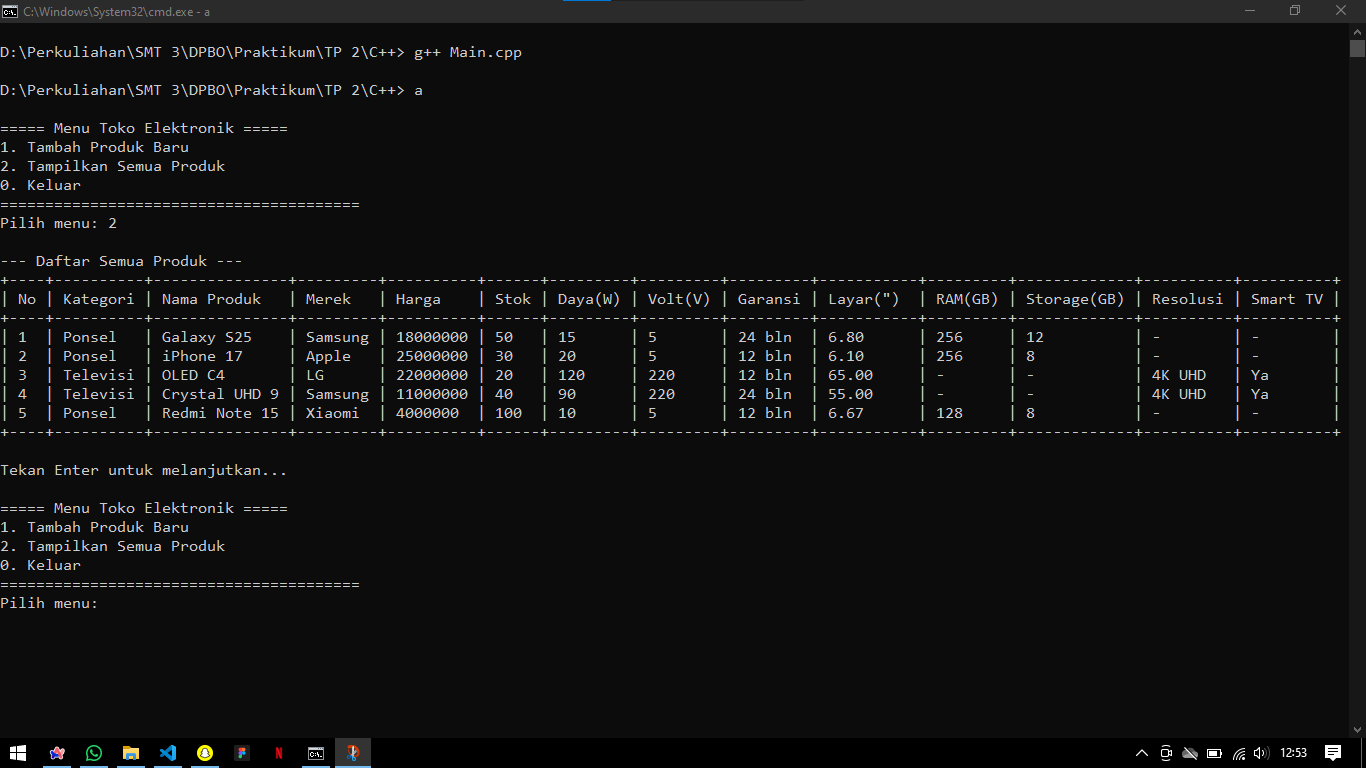 C:\Windows\System32\cmd.exe - a
D:\Perkuliahan\SMT 3\DPBO\Praktikum\TP 2\C++> g++ Main.cpp
D:\Perkuliahan\SMT 3\DPBO\Praktikum\TP 2\C++> a
===== Menu Toko Elektronik =====
1. Tambah Produk Baru
2. Tampilkan Semua Produk
0. Keluar
========================================
Pilih menu: 2
--- Daftar Semua Produk ---
+----+----------+---------------+---------+----------+------+---------+---------+---------+-----------+---------+-------------+----------+----------+
| No | Kategori | Nama Produk   | Merek   | Harga    | Stok | Daya(W) | Volt(V) | Garansi | Layar(")  | RAM(GB) | Storage(GB) | Resolusi | Smart TV |
+----+----------+---------------+---------+----------+------+---------+---------+---------+-----------+---------+-------------+----------+----------+
| 1  | Ponsel   | Galaxy S25    | Samsung | 18000000 | 50   | 15      | 5       | 24 bln  | 6.80      | 256     | 12          | -        | -        |
| 2  | Ponsel   | iPhone 17     | Apple   | 25000000 | 30   | 20      | 5       | 12 bln  | 6.10      | 256     | 8           | -        | -        |
| 3  | Televisi | OLED C4       | LG      | 22000000 | 20   | 120     | 220     | 12 bln  | 65.00     | -       | -           | 4K UHD   | Ya       |
| 4  | Televisi | Crystal UHD 9 | Samsung | 11000000 | 40   | 90      | 220     | 24 bln  | 55.00     | -       | -           | 4K UHD   | Ya       |
| 5  | Ponsel   | Redmi Note 15 | Xiaomi  | 4000000  | 100  | 10      | 5       | 12 bln  | 6.67      | 128     | 8           | -        | -        |
+----+----------+---------------+---------+----------+------+---------+---------+---------+-----------+---------+-------------+----------+----------+
Tekan Enter untuk melanjutkan...
===== Menu Toko Elektronik =====
1. Tambah Produk Baru
2. Tampilkan Semua Produk
0. Keluar
========================================
Pilih menu:
12:53